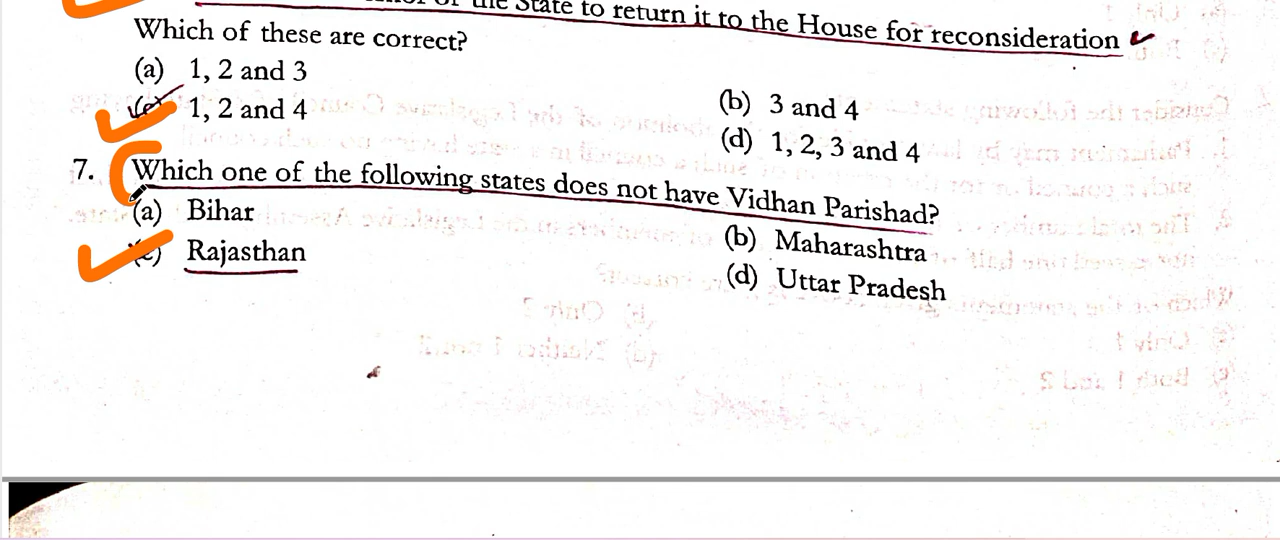 the State to return it to the House for reconsideration
Which of these are correct?
(a) 1, 2 and 3
(b) 3 and 4
1, 2 and 4
(d) 1, 2, 3 and 4
7. Which one of the following states does not have Vidhan Parishad?
(a) Bihar
(b) Maharashtra
(c) Rajasthan
(d) Uttar Pradesh